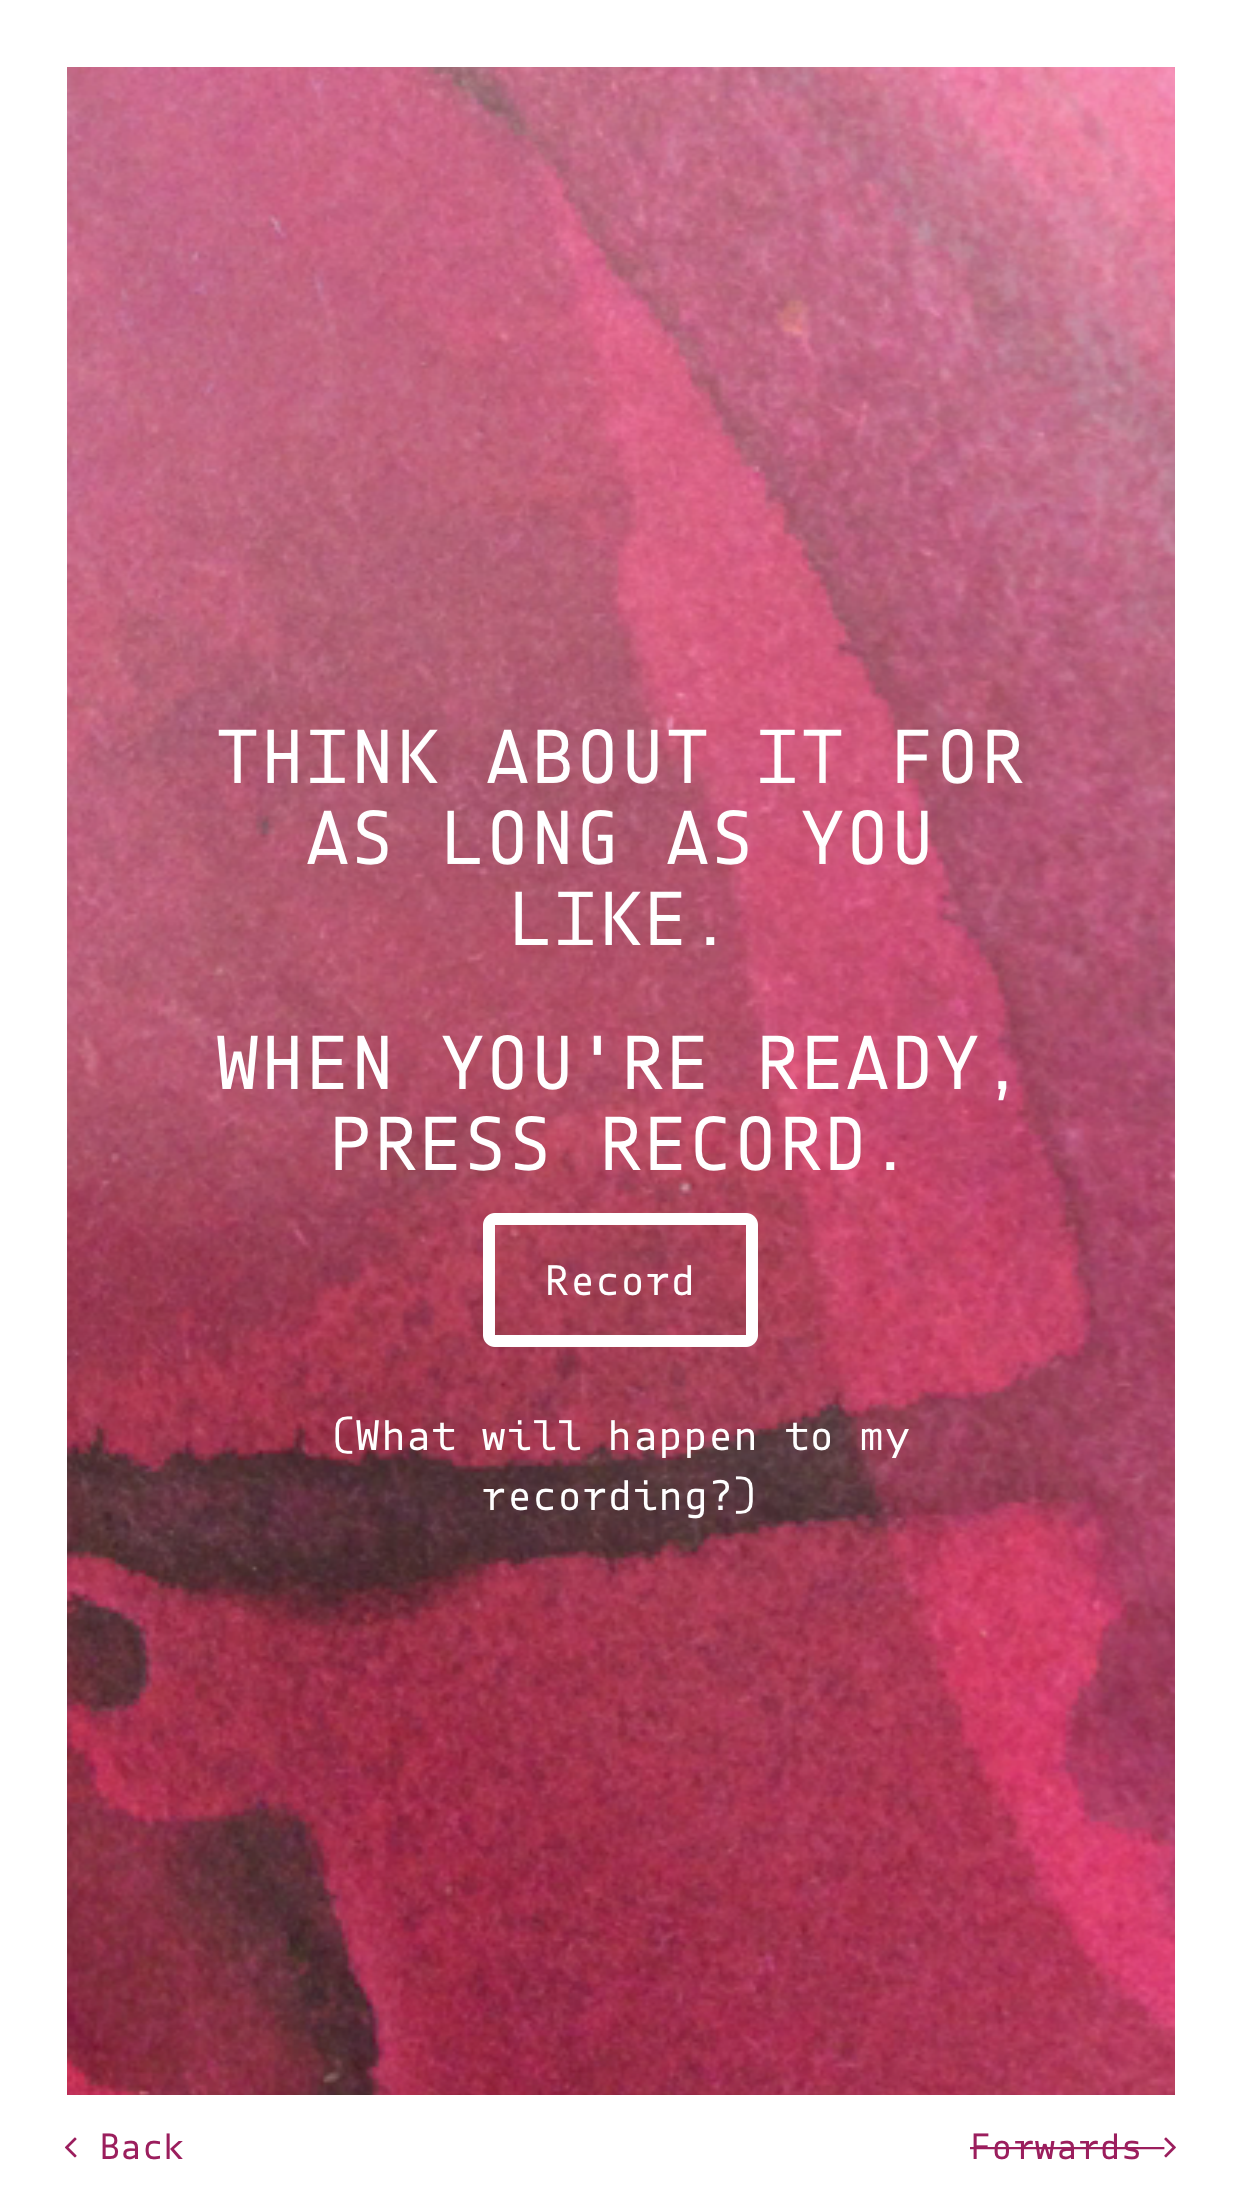 THINK ABOUT IT FOR
AS LONG AS YOU
LIKE.
WHEN YOU'RE READY,
PRESS RECORD.
Record
(What will happen to my
recording?)
< Back
Forwards >